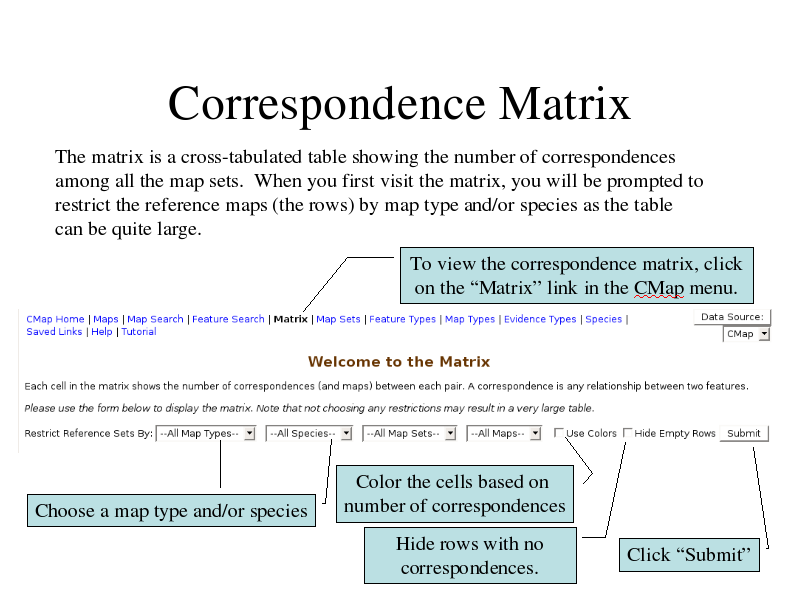 Correspondence Matrix
The matrix is a cross-tabulated table showing the number of correspondences
among all the map sets.  When you first visit the matrix, you will be prompted to
restrict the reference maps (the rows) by map type and/or species as the table
can be quite large.
To view the correspondence matrix, click
on the “Matrix” link in the CMap menu.
CMap Home | Maps | Map Search | Feature Search | Matrix | Map Sets | Feature Types | Map Types | Evidence Types | Species |
Saved Links | Help | Tutorial
Data Source:
CMap
Welcome to the Matrix
Each cell in the matrix shows the number of correspondences (and maps) between each pair. A correspondence is any relationship between two features.
Please use the form below to display the matrix. Note that not choosing any restrictions may result in a very large table.
Restrict Reference Sets By: --All Map Types-- --All Species-- --All Map Sets-- --All Maps-- Use Colors Hide Empty Rows Submit
Choose a map type and/or species
Color the cells based on
number of correspondences
Hide rows with no
correspondences.
Click “Submit”